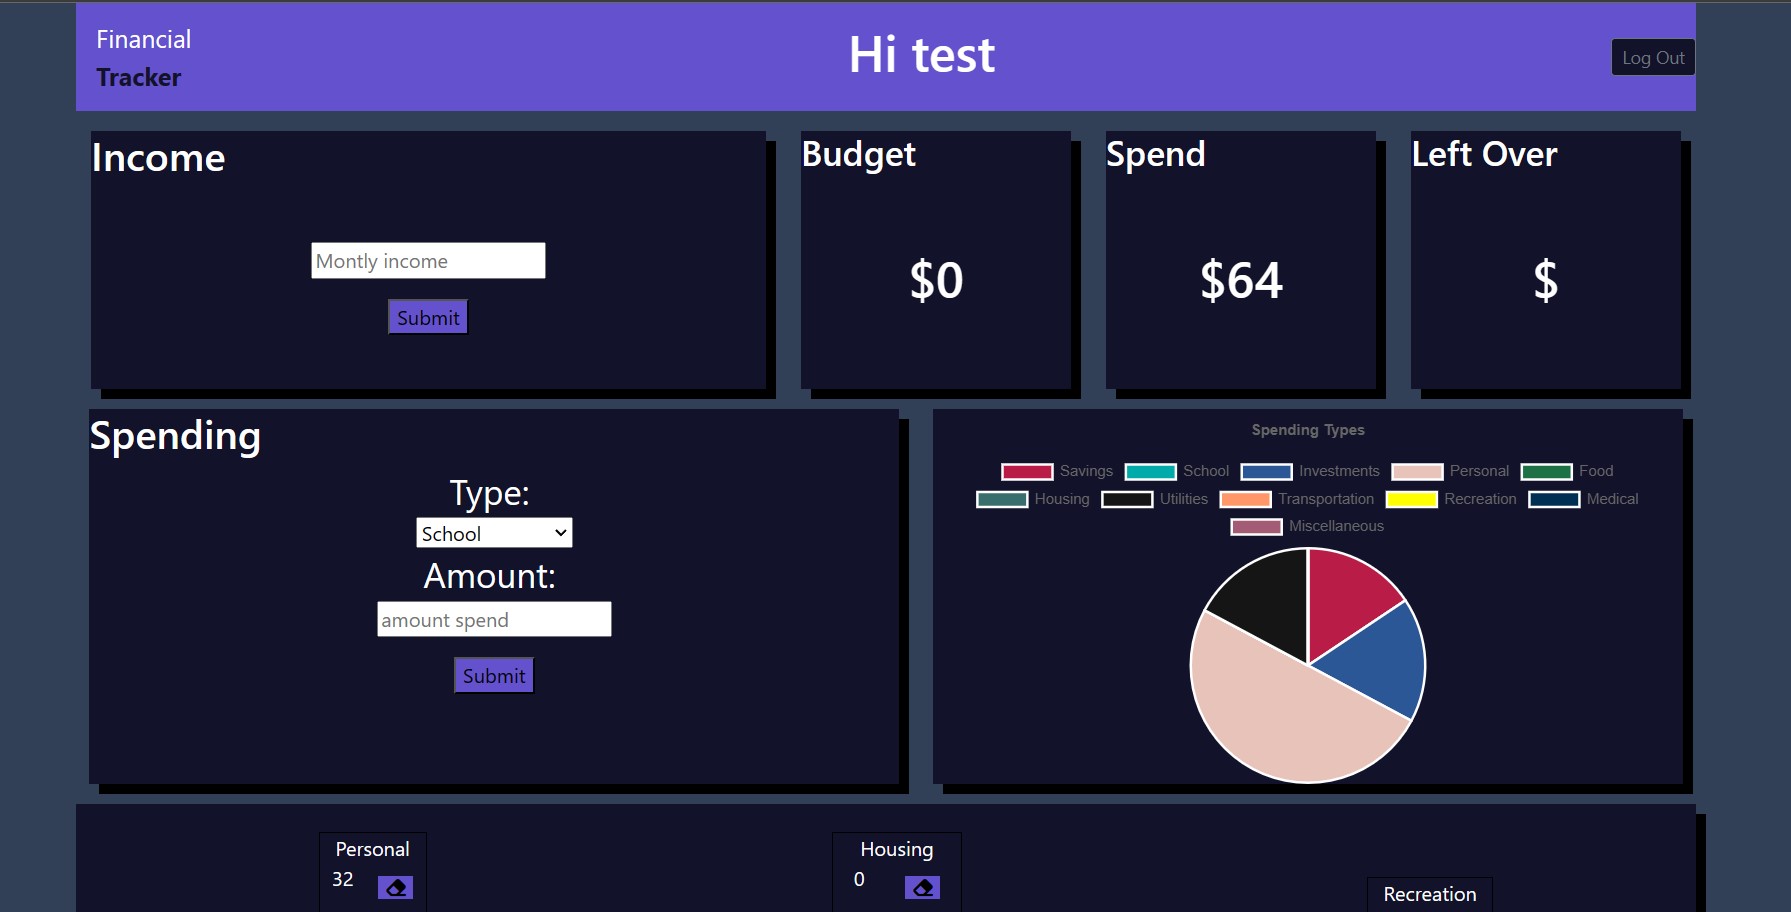 Financial
Tracker
Hi test
Log Out
Income
Montly income
Submit
Budget
$0
Spend
$64
Left Over
$
Spending
Type:
School
Amount:
amount spend
Submit
Spending Types
Savings School Investments Personal Food
Housing Utilities Transportation Recreation Medical
Miscellaneous
Personal
32
Housing
0
Recreation